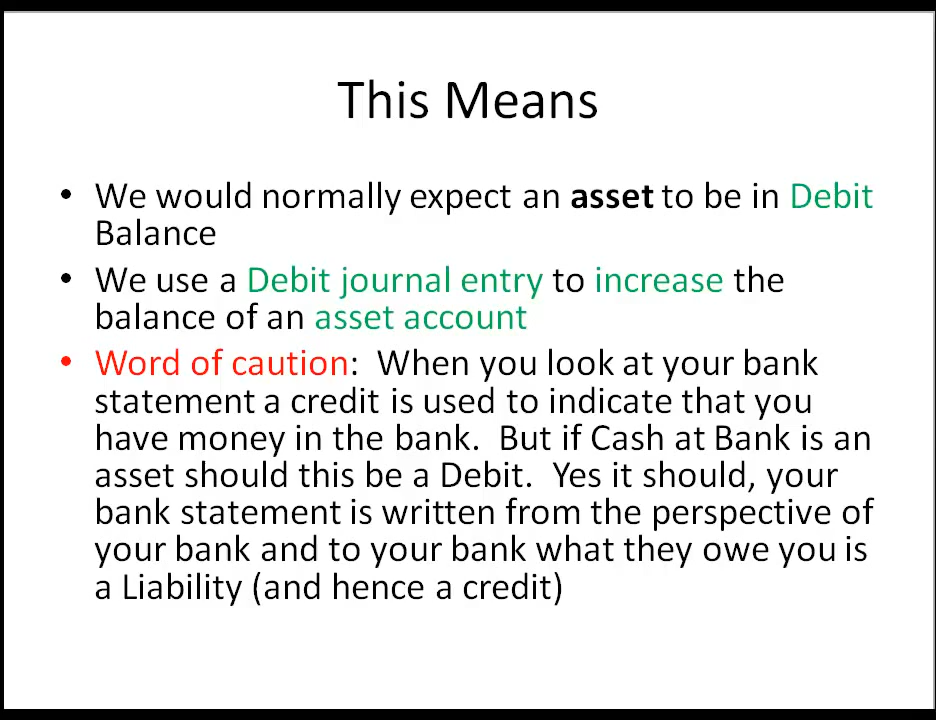 This Means
• We would normally expect an asset to be in Debit
Balance
• We use a Debit journal entry to increase the
balance of an asset account
• Word of caution:  When you look at your bank
statement a credit is used to indicate that you
have money in the bank.  But if Cash at Bank is an
asset should this be a Debit.  Yes it should, your
bank statement is written from the perspective of
your bank and to your bank what they owe you is
a Liability (and hence a credit)